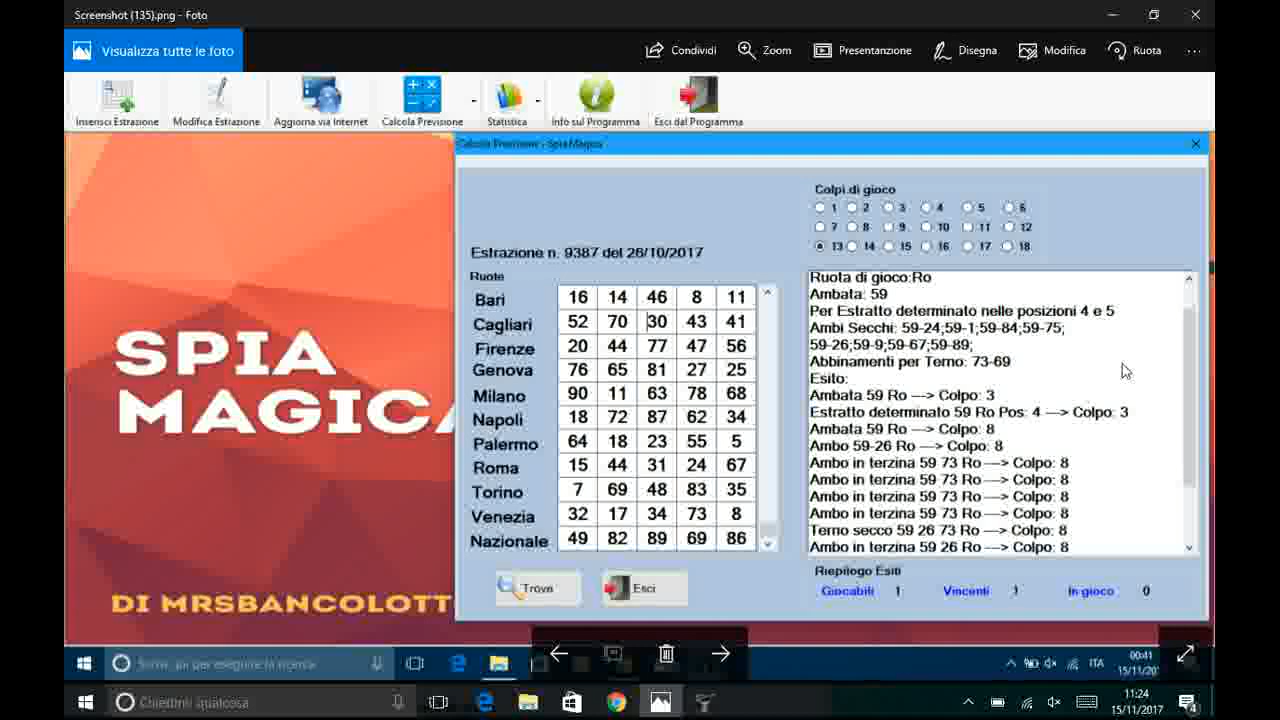 Screenshot (135).png - Foto
Visualizza tutte le foto
Condividi
Zoom
Presentazione
Disegna
Modifica
Ruota
Inserisci Estrazione
Modifica Estrazione
Aggiorna via Internet
Calcola Previsione
Statistica
Info sul Programma
Esci dal Programma
Calcola Previsione - SpiaMagica
SPIA
MAGICA
DI MRSBANCOLOTT
Estrazione n. 9387 del 26/10/2017
Ruote
Bari 16 14 46 8 11
Cagliari 52 70 30 43 41
Firenze 20 44 77 47 56
Genova 76 65 81 27 25
Milano 90 11 63 78 68
Napoli 18 72 87 62 34
Palermo 64 18 23 55 5
Roma 15 44 31 24 67
Torino 7 69 48 83 35
Venezia 32 17 34 73 8
Nazionale 49 82 89 69 86
Trova
Esci
Colpi di gioco
1 2 3 4 5 6
7 8 9 10 11 12
13 14 15 16 17 18
Ruota di gioco:Ro
Ambata: 59
Per Estratto determinato nelle posizioni 4 e 5
Ambi Secchi: 59-24;59-1;59-84;59-75;
59-26;59-9;59-67;59-89;
Abbinamenti per Terno: 73-69
Esito:
Ambata 59 Ro ---> Colpo: 3
Estratto determinato 59 Ro Pos: 4 ---> Colpo: 3
Ambata 59 Ro ---> Colpo: 8
Ambo 59-26 Ro ---> Colpo: 8
Ambo in terzina 59 73 Ro ---> Colpo: 8
Ambo in terzina 59 73 Ro ---> Colpo: 8
Ambo in terzina 59 73 Ro ---> Colpo: 8
Ambo in terzina 59 73 Ro ---> Colpo: 8
Terno secco 59 26 73 Ro ---> Colpo: 8
Ambo in terzina 59 26 Ro ---> Colpo: 8
Riepilogo Esiti
Giocabili 1 Vincenti 1 In gioco 0
Scrivi qui per eseguire la ricerca
ITA
00:41
15/11/201
Chiedimi qualcosa
11:24
15/11/2017
4